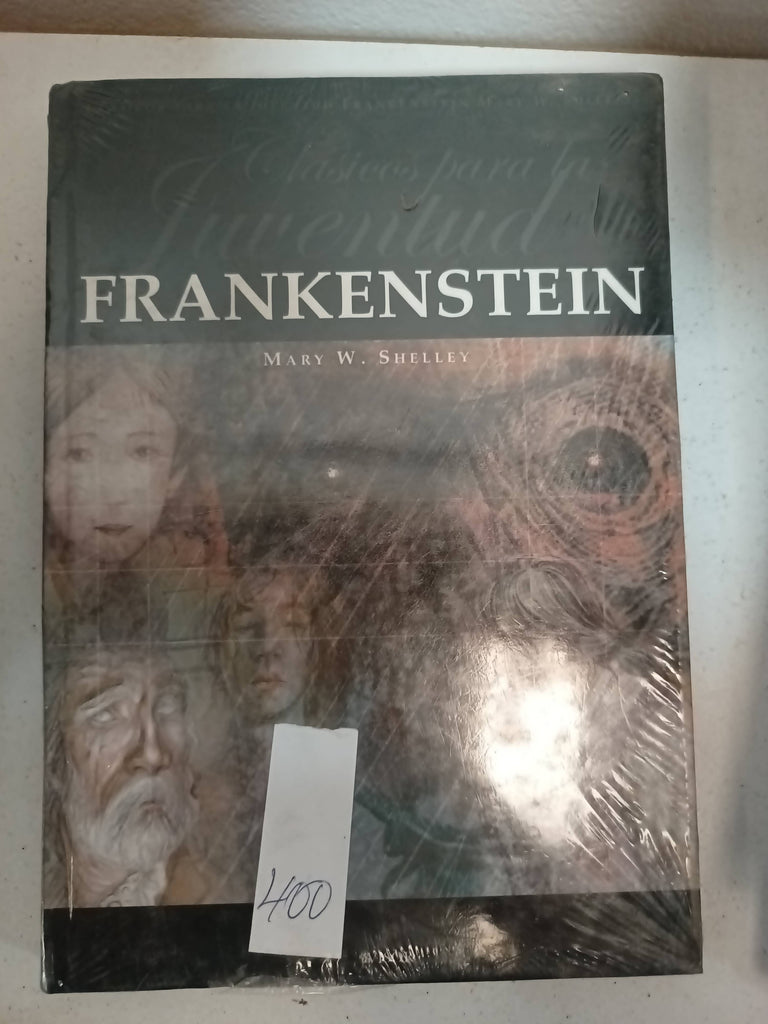 Clásicos para la
Juventud
FRANKENSTEIN
MARY W. SHELLEY
400